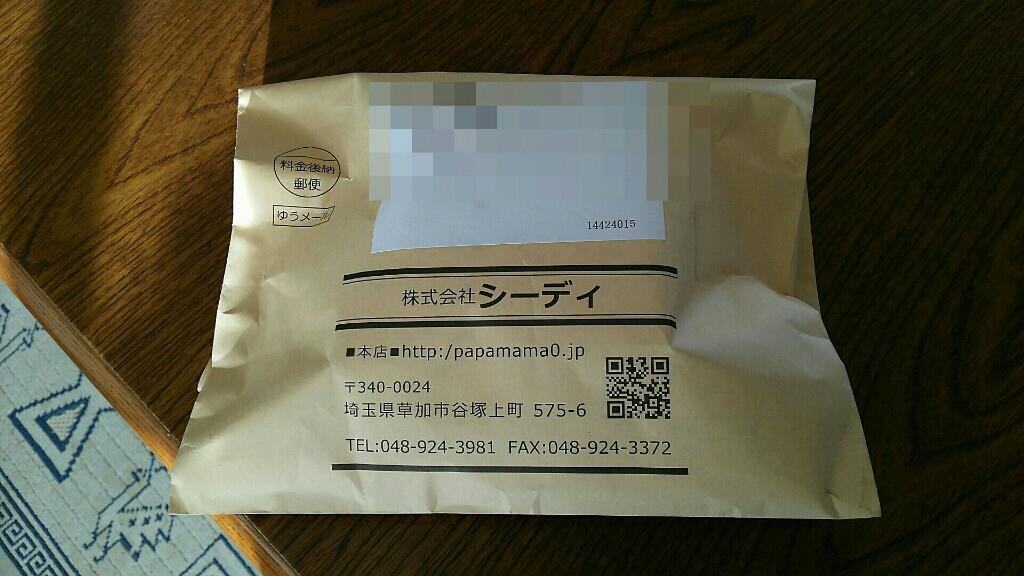 料金後納
郵便
ゆうメール
14424015
株式会社シーディ
■本店■http:/papamama0.jp
〒340-0024
埼玉県草加市谷塚上町 575-6
TEL:048-924-3981 FAX:048-924-3372